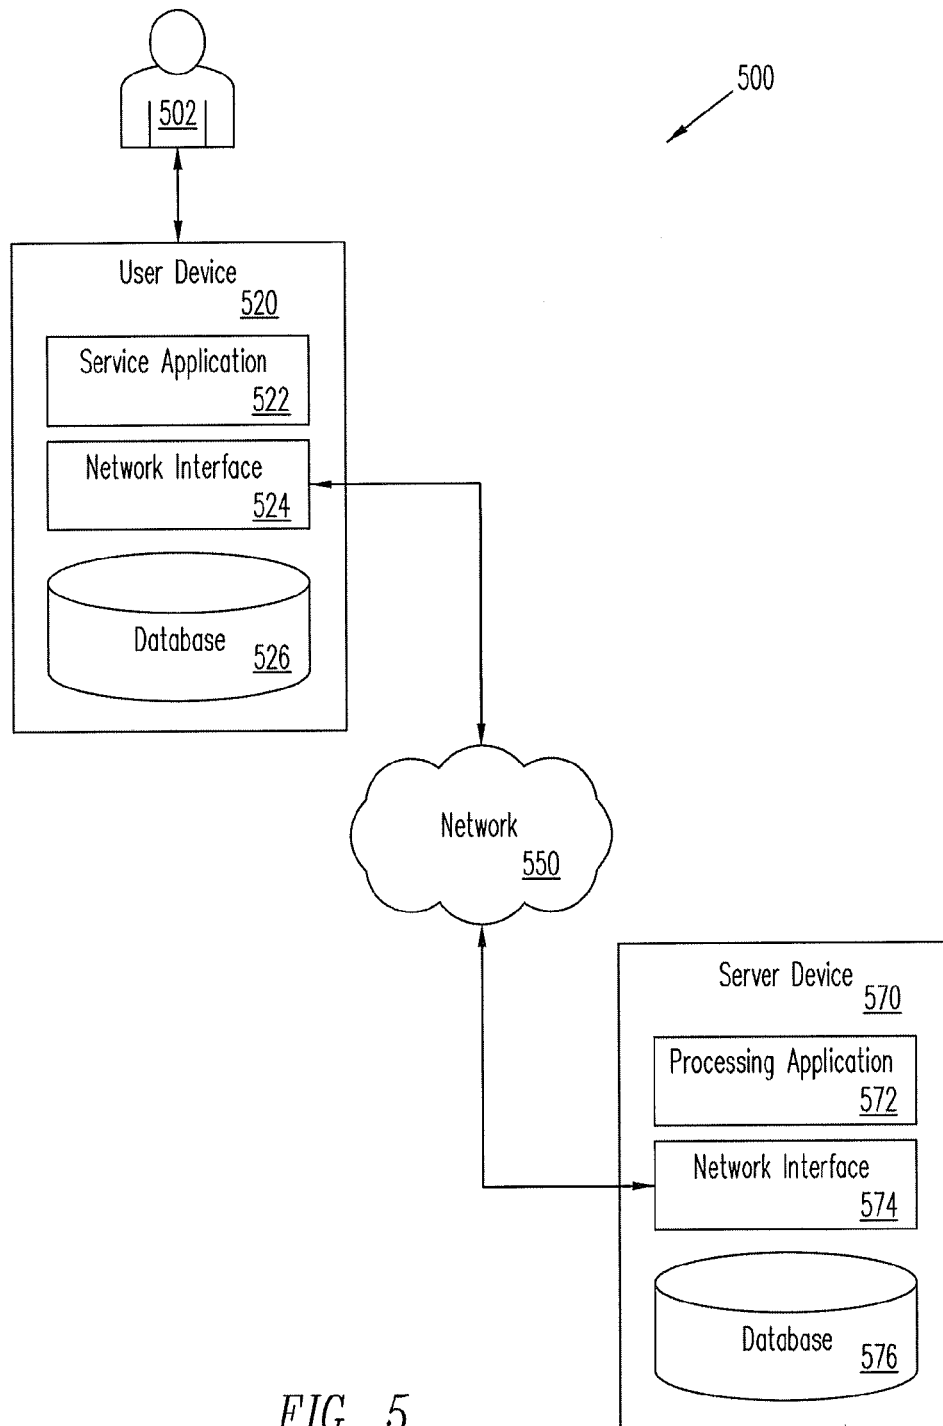 502
500
User Device
520
Service Application
522
Network Interface
524
Database
526
Network
550
Server Device
570
Processing Application
572
Network Interface
574
Database
576
FIG. 5